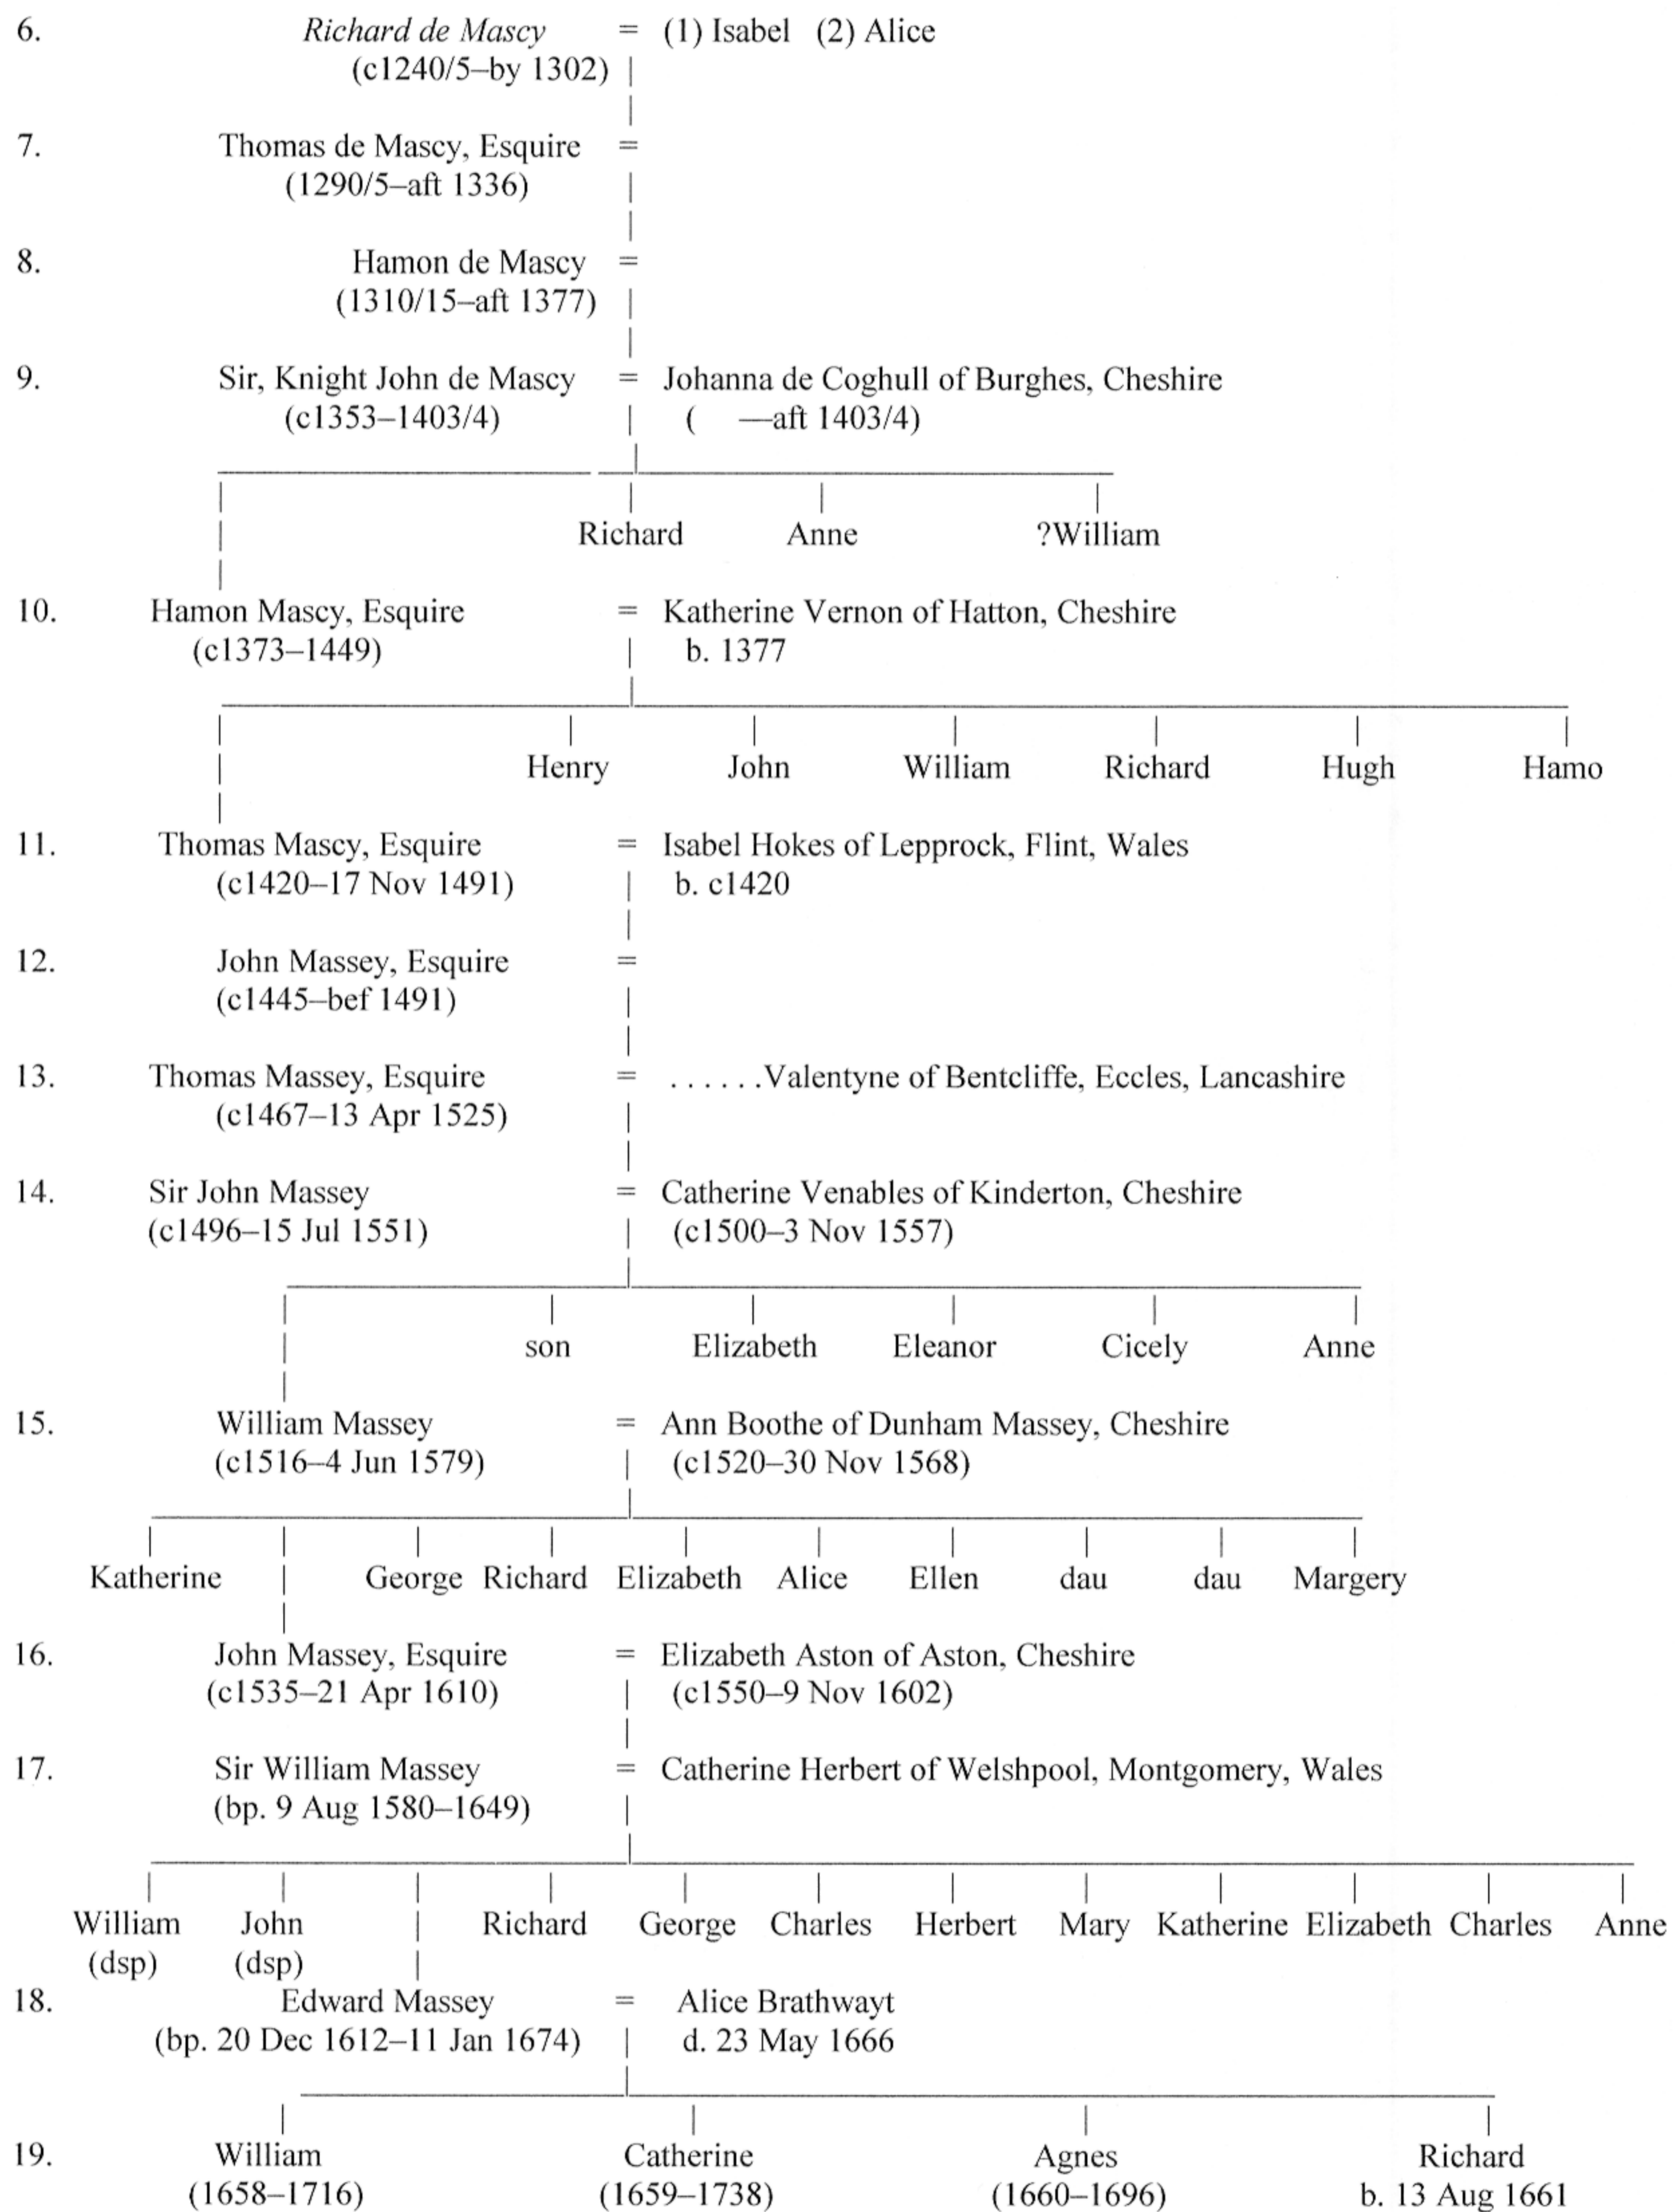 6. Richard de Mascy = (1) Isabel (2) Alice
(c1240/5–by 1302)
7. Thomas de Mascy, Esquire =
(1290/5–aft 1336)
8. Hamon de Mascy =
(1310/15–aft 1377)
9. Sir, Knight John de Mascy = Johanna de Coghull of Burghes, Cheshire
(c1353–1403/4) ( —aft 1403/4)
Richard Anne ?William
10. Hamon Mascy, Esquire = Katherine Vernon of Hatton, Cheshire
(c1373–1449) b. 1377
Henry John William Richard Hugh Hamo
11. Thomas Mascy, Esquire = Isabel Hokes of Lepprock, Flint, Wales
(c1420–17 Nov 1491) b. c1420
12. John Massey, Esquire =
(c1445–bef 1491)
13. Thomas Massey, Esquire = ......Valentyne of Bentcliffe, Eccles, Lancashire
(c1467–13 Apr 1525)
14. Sir John Massey = Catherine Venables of Kinderton, Cheshire
(c1496–15 Jul 1551) (c1500–3 Nov 1557)
son Elizabeth Eleanor Cicely Anne
15. William Massey = Ann Boothe of Dunham Massey, Cheshire
(c1516–4 Jun 1579) (c1520–30 Nov 1568)
Katherine George Richard Elizabeth Alice Ellen dau dau Margery
16. John Massey, Esquire = Elizabeth Aston of Aston, Cheshire
(c1535–21 Apr 1610) (c1550–9 Nov 1602)
17. Sir William Massey = Catherine Herbert of Welshpool, Montgomery, Wales
(bp. 9 Aug 1580–1649)
William John Richard George Charles Herbert Mary Katherine Elizabeth Charles Anne
(dsp) (dsp)
18. Edward Massey = Alice Brathwayt
(bp. 20 Dec 1612–11 Jan 1674) d. 23 May 1666
19. William Catherine Agnes Richard
(1658–1716) (1659–1738) (1660–1696) b. 13 Aug 1661